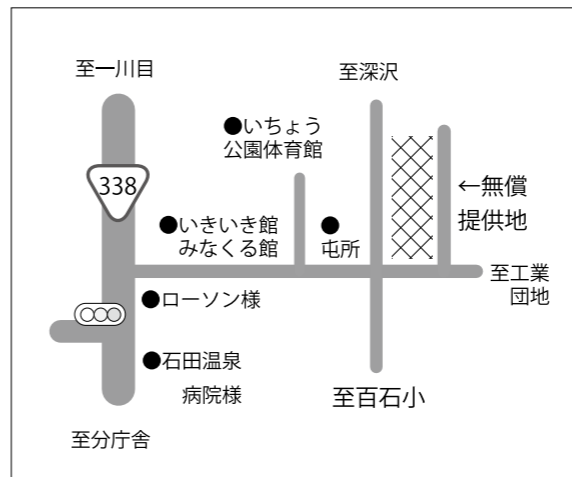 至一川目
至深沢
●いちょう
公園体育館
338
←無償
提供地
●いきいき館
みなくる館
●
屯所
至工業
団地
●ローソン様
●石田温泉
病院様
至百石小
至分庁舎